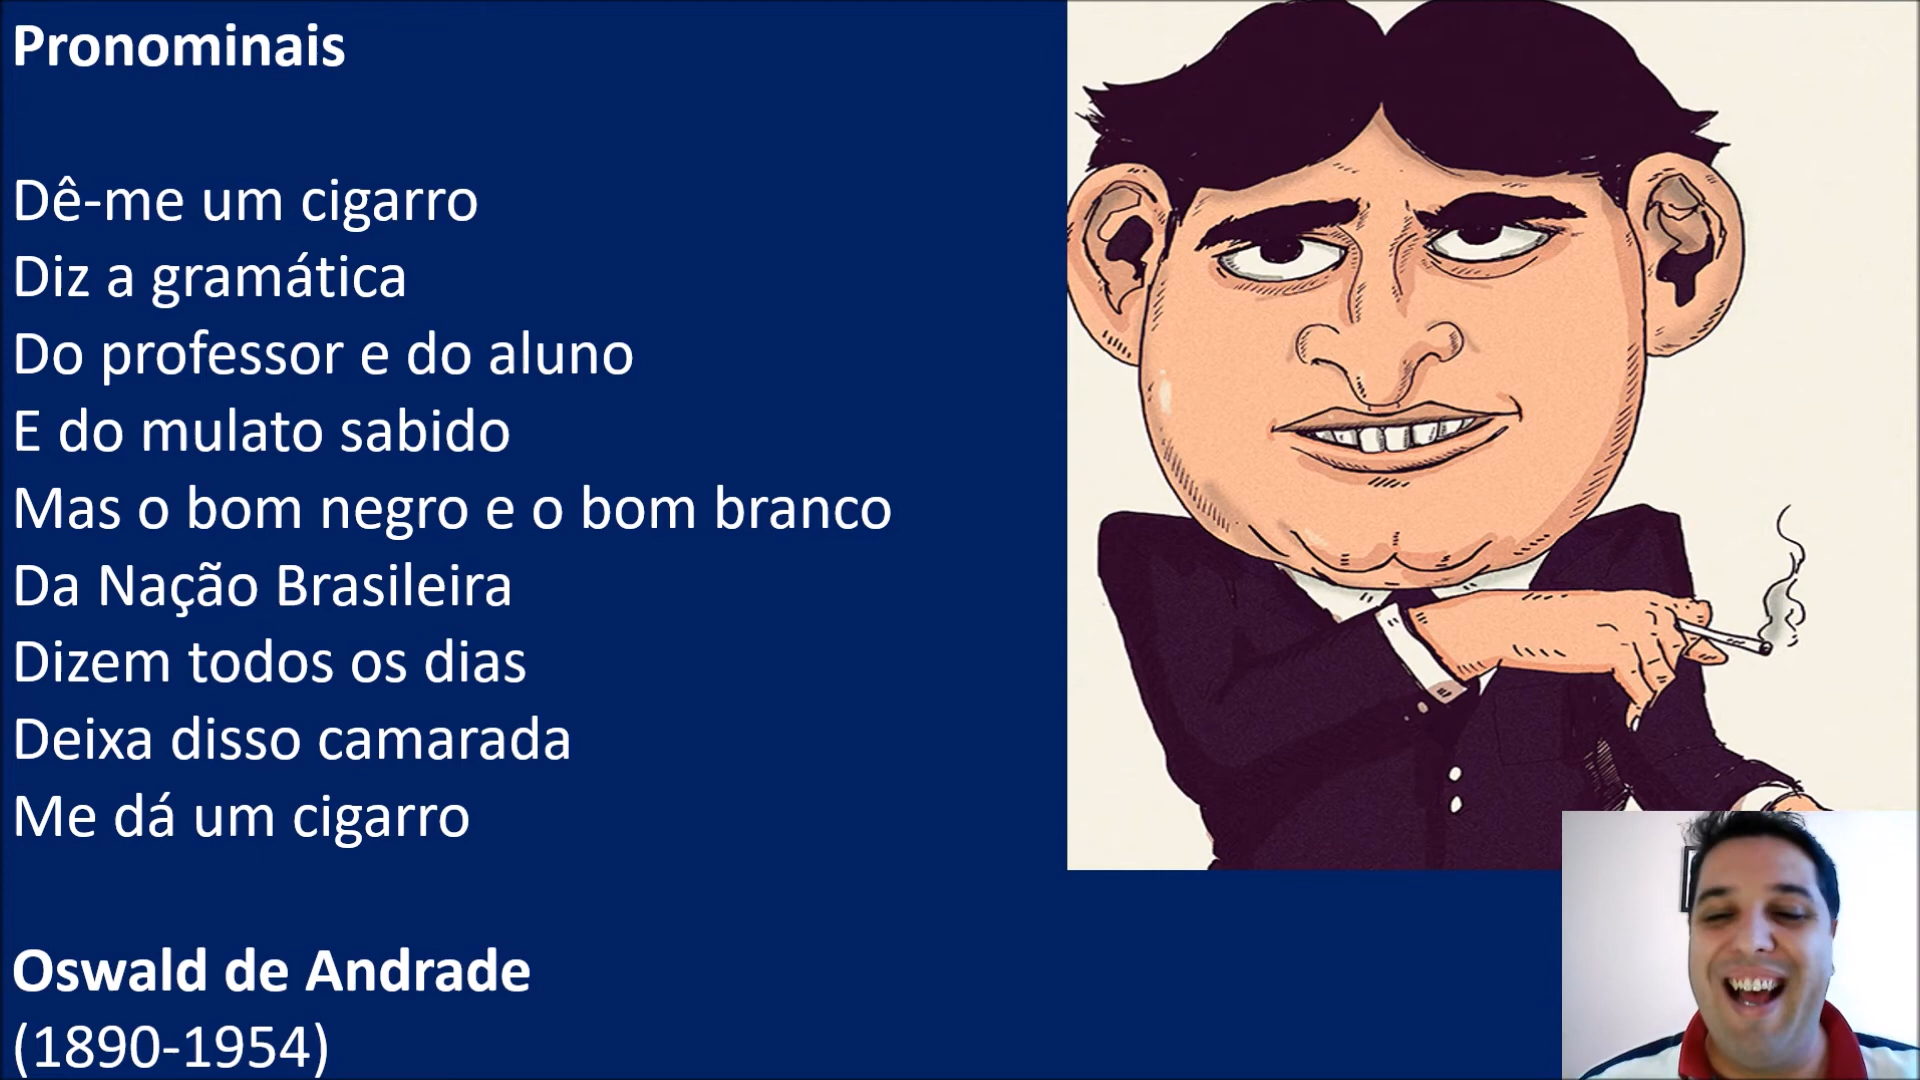 Pronominais
Dê-me um cigarro
Diz a gramática
Do professor e do aluno
E do mulato sabido
Mas o bom negro e o bom branco
Da Nação Brasileira
Dizem todos os dias
Deixa disso camarada
Me dá um cigarro
Oswald de Andrade
(1890-1954)